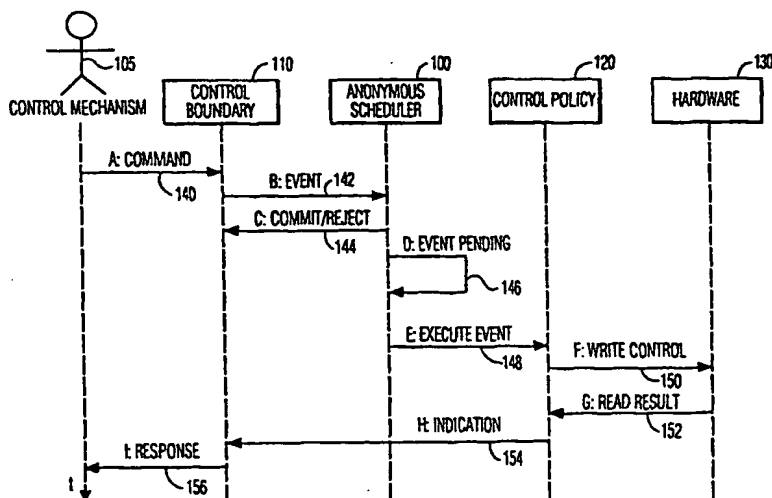 105
CONTROL MECHANISM
110
CONTROL
BOUNDARY
100
ANONYMOUS
SCHEDULER
120
CONTROL POLICY
130
HARDWARE
A: COMMAND
140
B: EVENT
142
C: COMMIT/REJECT
144
D: EVENT PENDING
146
E: EXECUTE EVENT
148
F: WRITE CONTROL
150
G: READ RESULT
152
H: INDICATION
154
I: RESPONSE
156
t